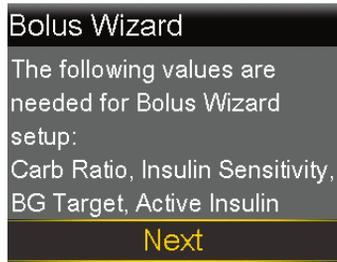 Bolus Wizard
The following values are
needed for Bolus Wizard
setup:
Carb Ratio, Insulin Sensitivity,
BG Target, Active Insulin
Next